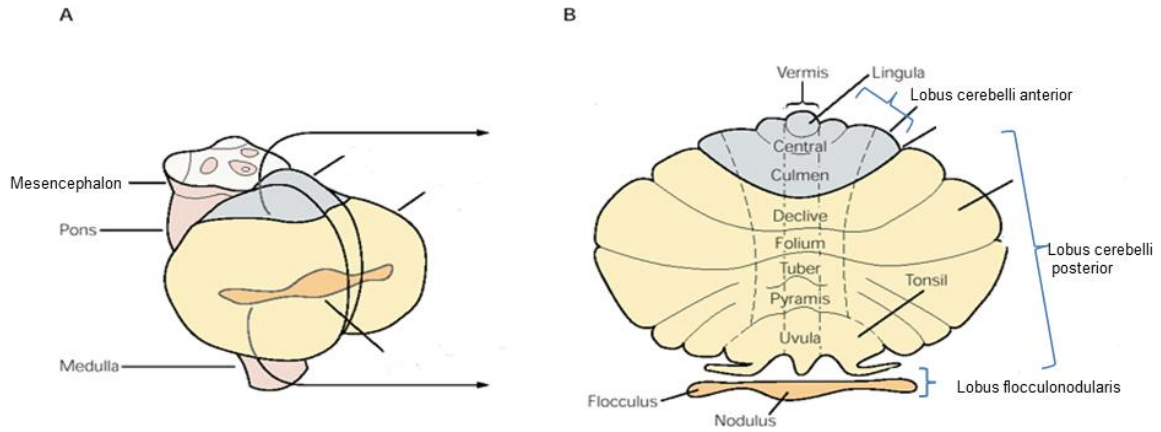 A
Mesencephalon
Pons
Medulla
B
Vermis
Lingula
Lobus cerebelli anterior
Central
Culmen
Declive
Folium
Tuber
Tonsil
Pyramis
Uvula
Lobus cerebelli
posterior
Flocculus
Nodulus
Lobus flocculonodularis